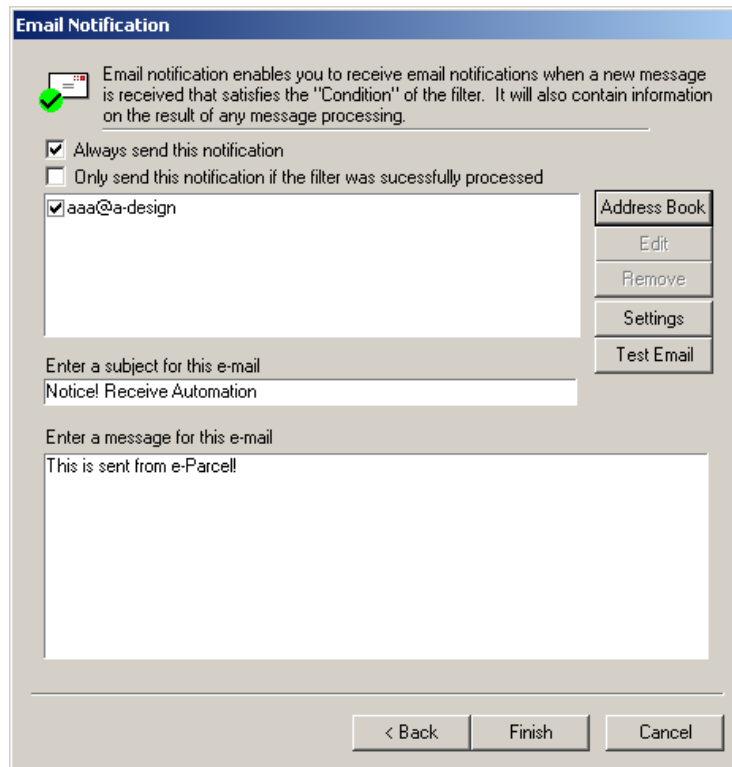 Email Notification
Email notification enables you to receive email notifications when a new message
is received that satisfies the "Condition" of the filter. It will also contain information
on the result of any message processing.
Always send this notification
Only send this notification if the filter was sucessfully processed
aaa@a-design
Address Book
Edit
Remove
Settings
Test Email
Enter a subject for this e-mail
Notice! Receive Automation
Enter a message for this e-mail
This is sent from e-Parcel!
< Back
Finish
Cancel